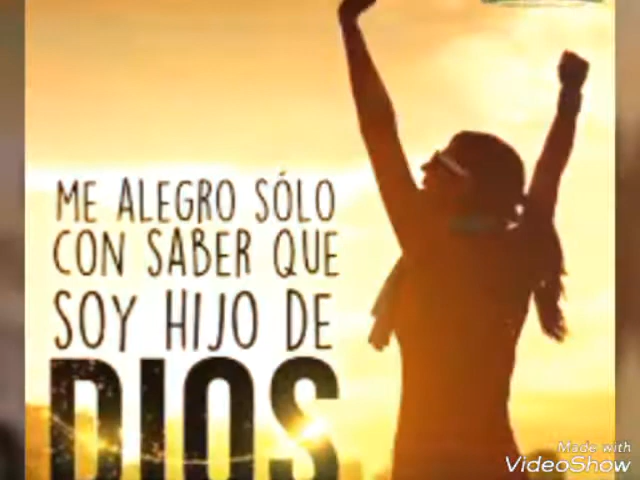 ME ALEGRO SÓLO
CON SABER QUE
SOY HIJO DE
DIOS
Made with
VideoShow